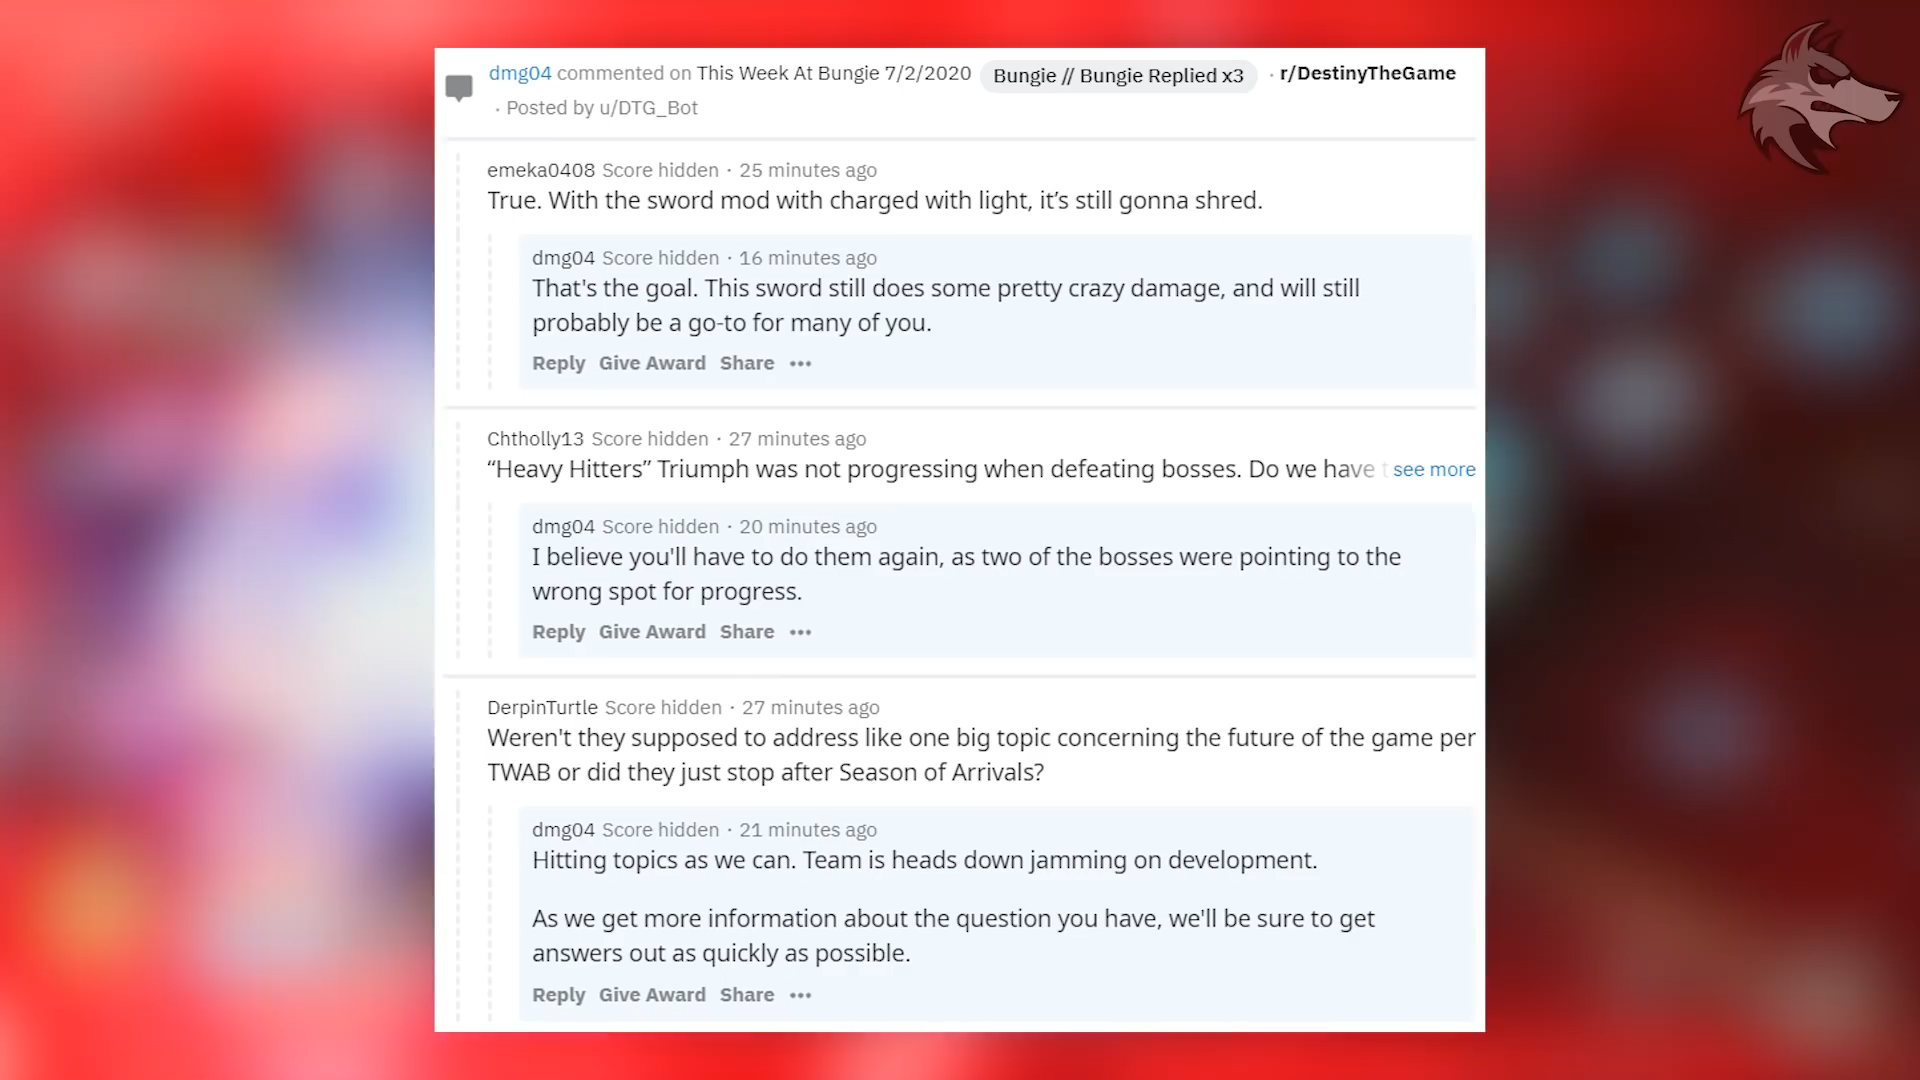 dmg04 commented on This Week At Bungie 7/2/2020 Bungie // Bungie Replied x3 · r/DestinyTheGame
· Posted by u/DTG_Bot
emeka0408 Score hidden · 25 minutes ago
True. With the sword mod with charged with light, it’s still gonna shred.
dmg04 Score hidden · 16 minutes ago
That's the goal. This sword still does some pretty crazy damage, and will still
probably be a go-to for many of you.
Reply Give Award Share •••
Chtholly13 Score hidden · 27 minutes ago
“Heavy Hitters” Triumph was not progressing when defeating bosses. Do we have t see more
dmg04 Score hidden · 20 minutes ago
I believe you'll have to do them again, as two of the bosses were pointing to the
wrong spot for progress.
Reply Give Award Share •••
DerpinTurtle Score hidden · 27 minutes ago
Weren't they supposed to address like one big topic concerning the future of the game per
TWAB or did they just stop after Season of Arrivals?
dmg04 Score hidden · 21 minutes ago
Hitting topics as we can. Team is heads down jamming on development.
As we get more information about the question you have, we'll be sure to get
answers out as quickly as possible.
Reply Give Award Share •••